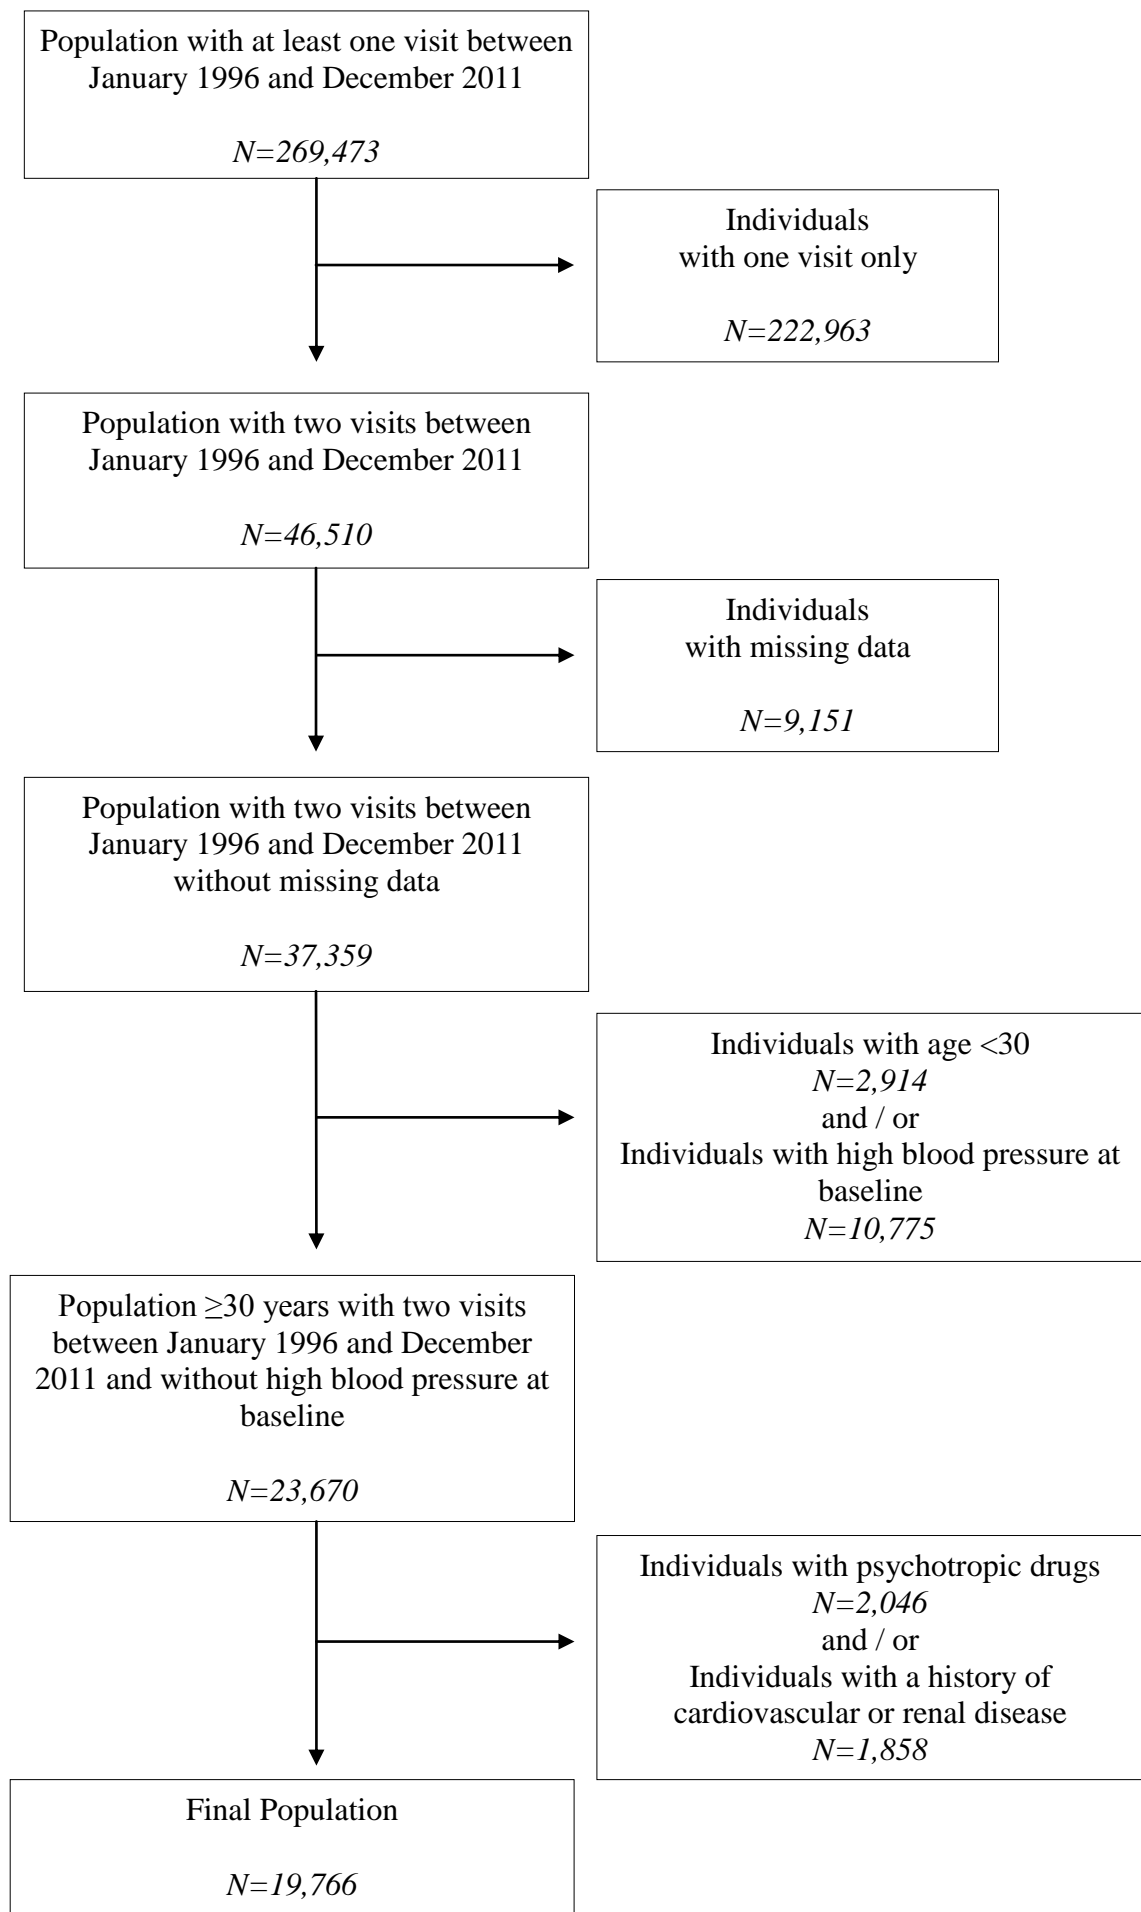 Population with at least one visit between
January 1996 and December 2011
N=269,473
Individuals
with one visit only
N=222,963
Population with two visits between
January 1996 and December 2011
N=46,510
Individuals
with missing data
N=9,151
Population with two visits between
January 1996 and December 2011
without missing data
N=37,359
Individuals with age <30
N=2,914
and / or
Individuals with high blood pressure at
baseline
N=10,775
Population ≥30 years with two visits
between January 1996 and December
2011 and without high blood pressure at
baseline
N=23,670
Individuals with psychotropic drugs
N=2,046
and / or
Individuals with a history of
cardiovascular or renal disease
N=1,858
Final Population
N=19,766